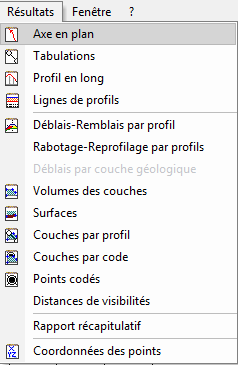 Résultats Fenêtre ?
Axe en plan
Tabulations
Profil en long
Lignes de profils
Déblais-Remblais par profil
Rabotage-Reprofilage par profils
Déblais par couche géologique
Volumes des couches
Surfaces
Couches par profil
Couches par code
Points codés
Distances de visibilités
Rapport récapitulatif
Coordonnées des points